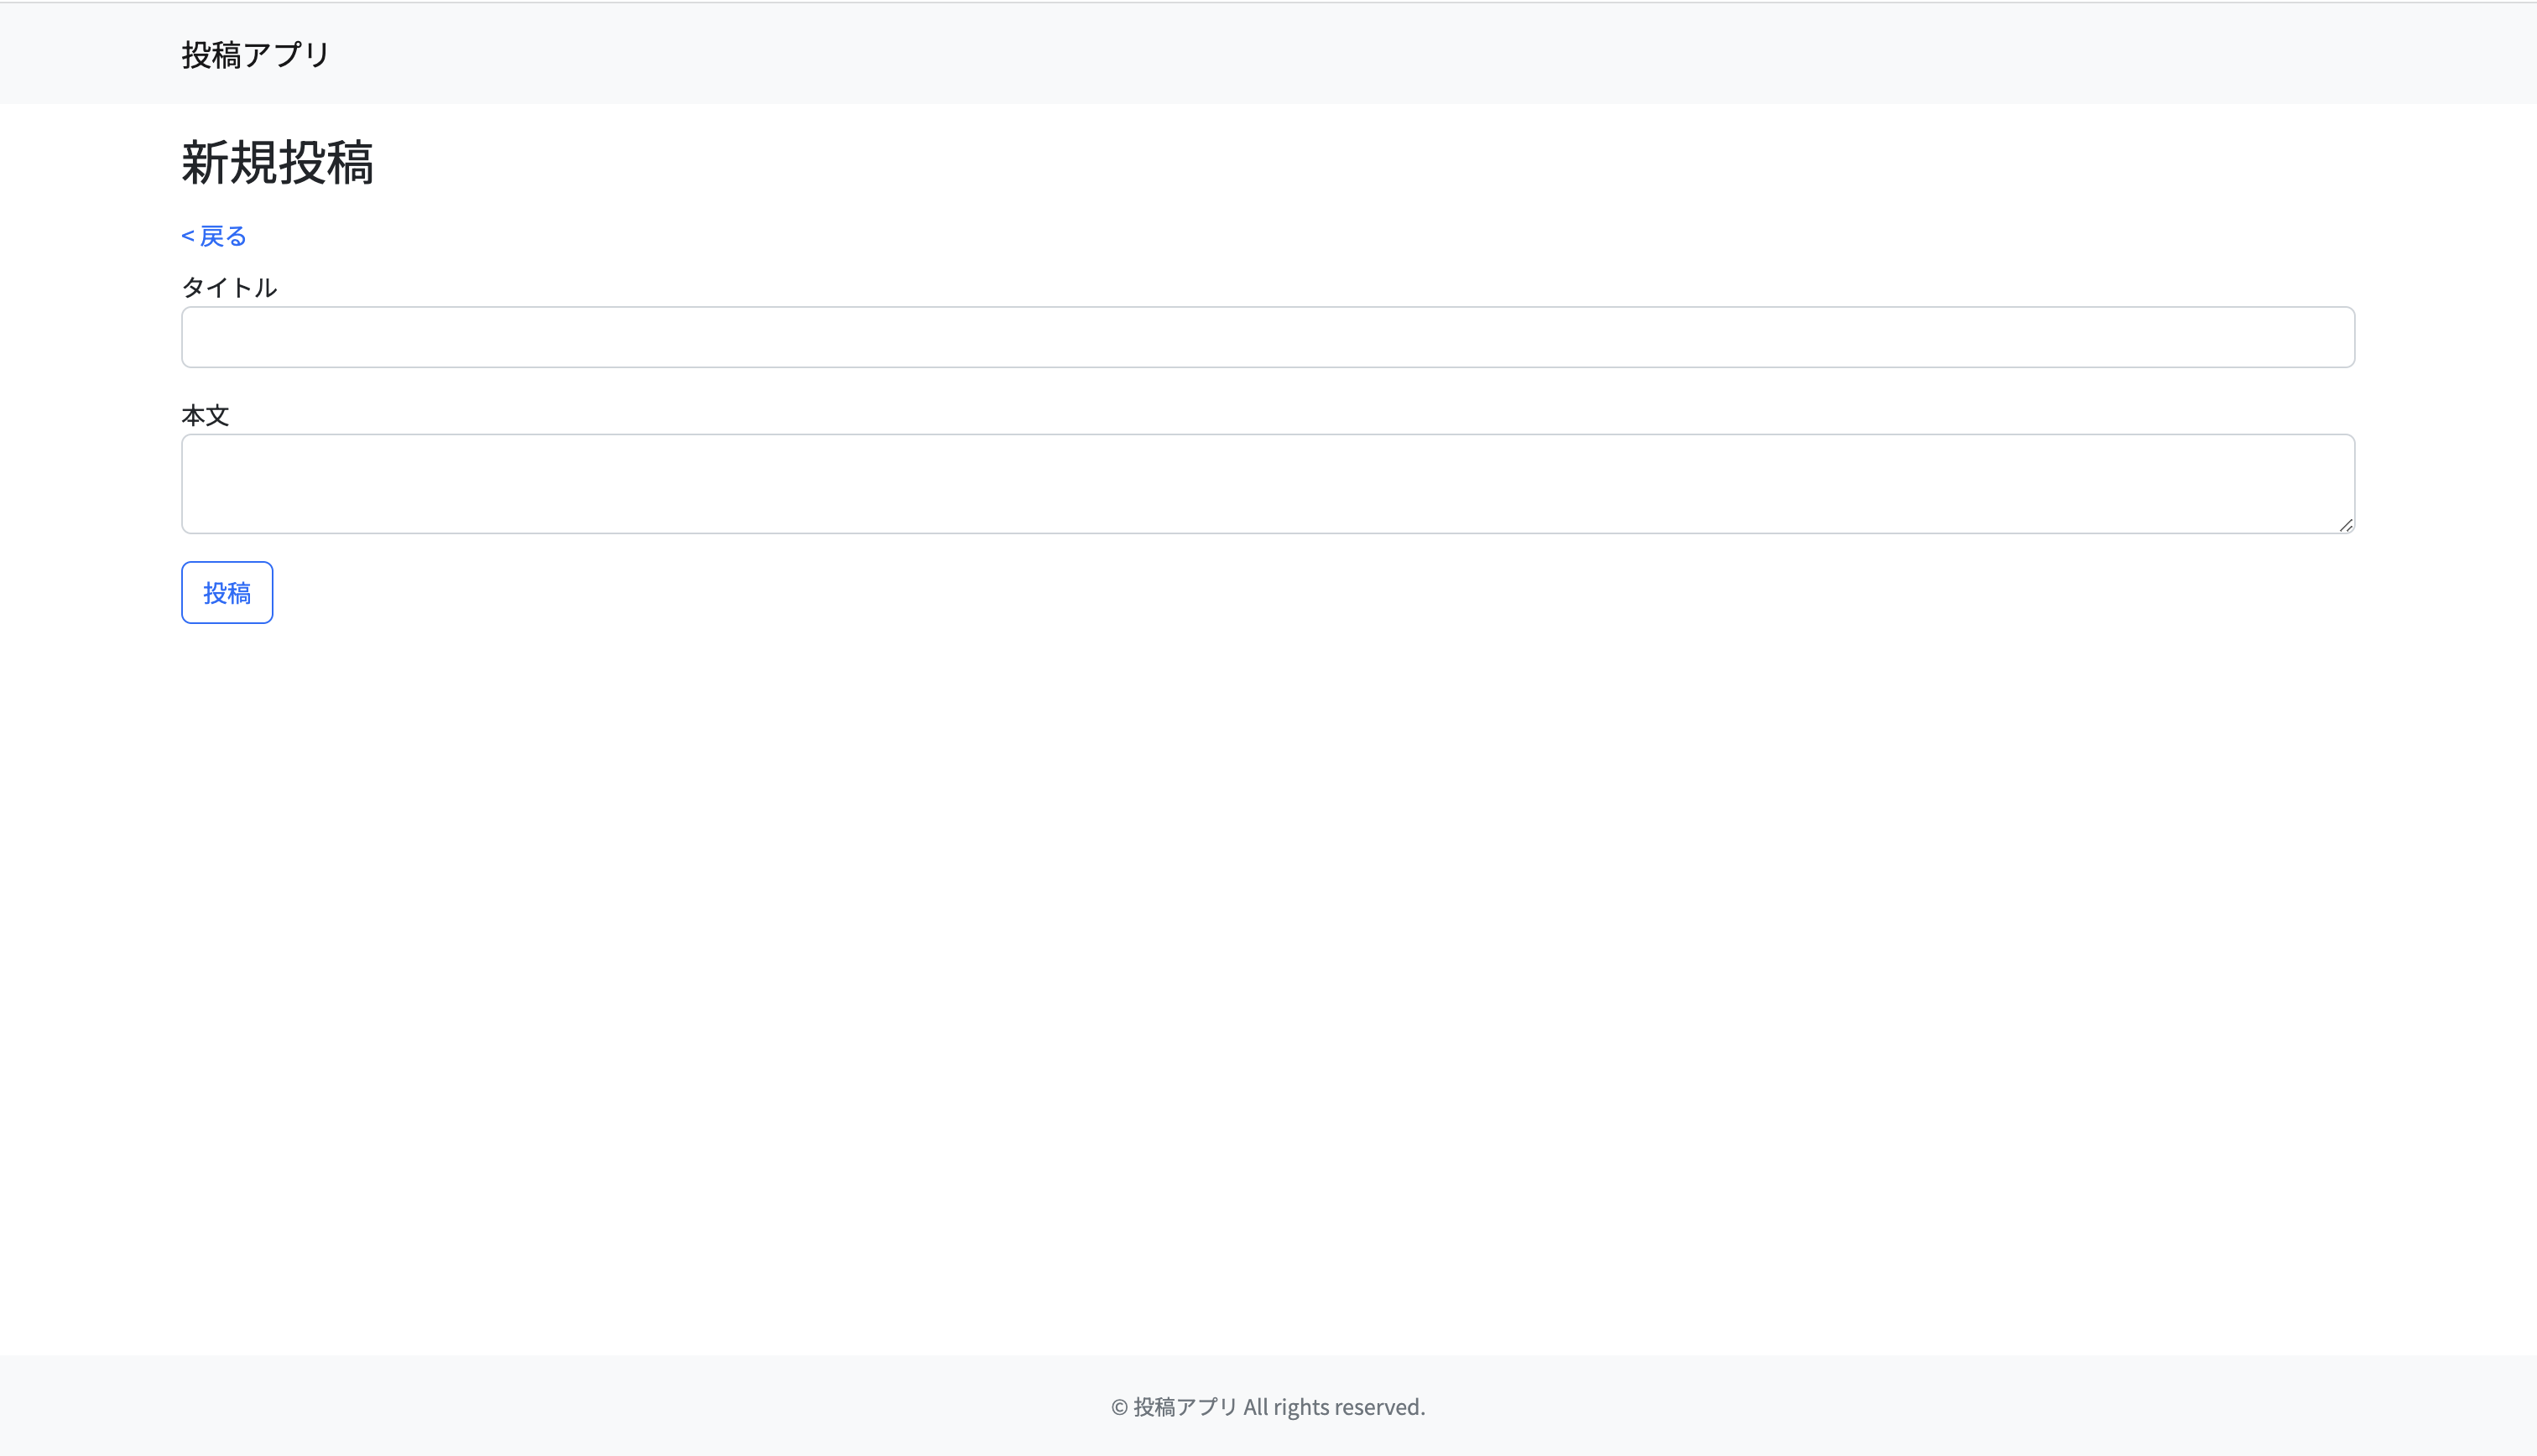 投稿アプリ
新規投稿
< 戻る
タイトル
本文
投稿
© 投稿アプリ All rights reserved.